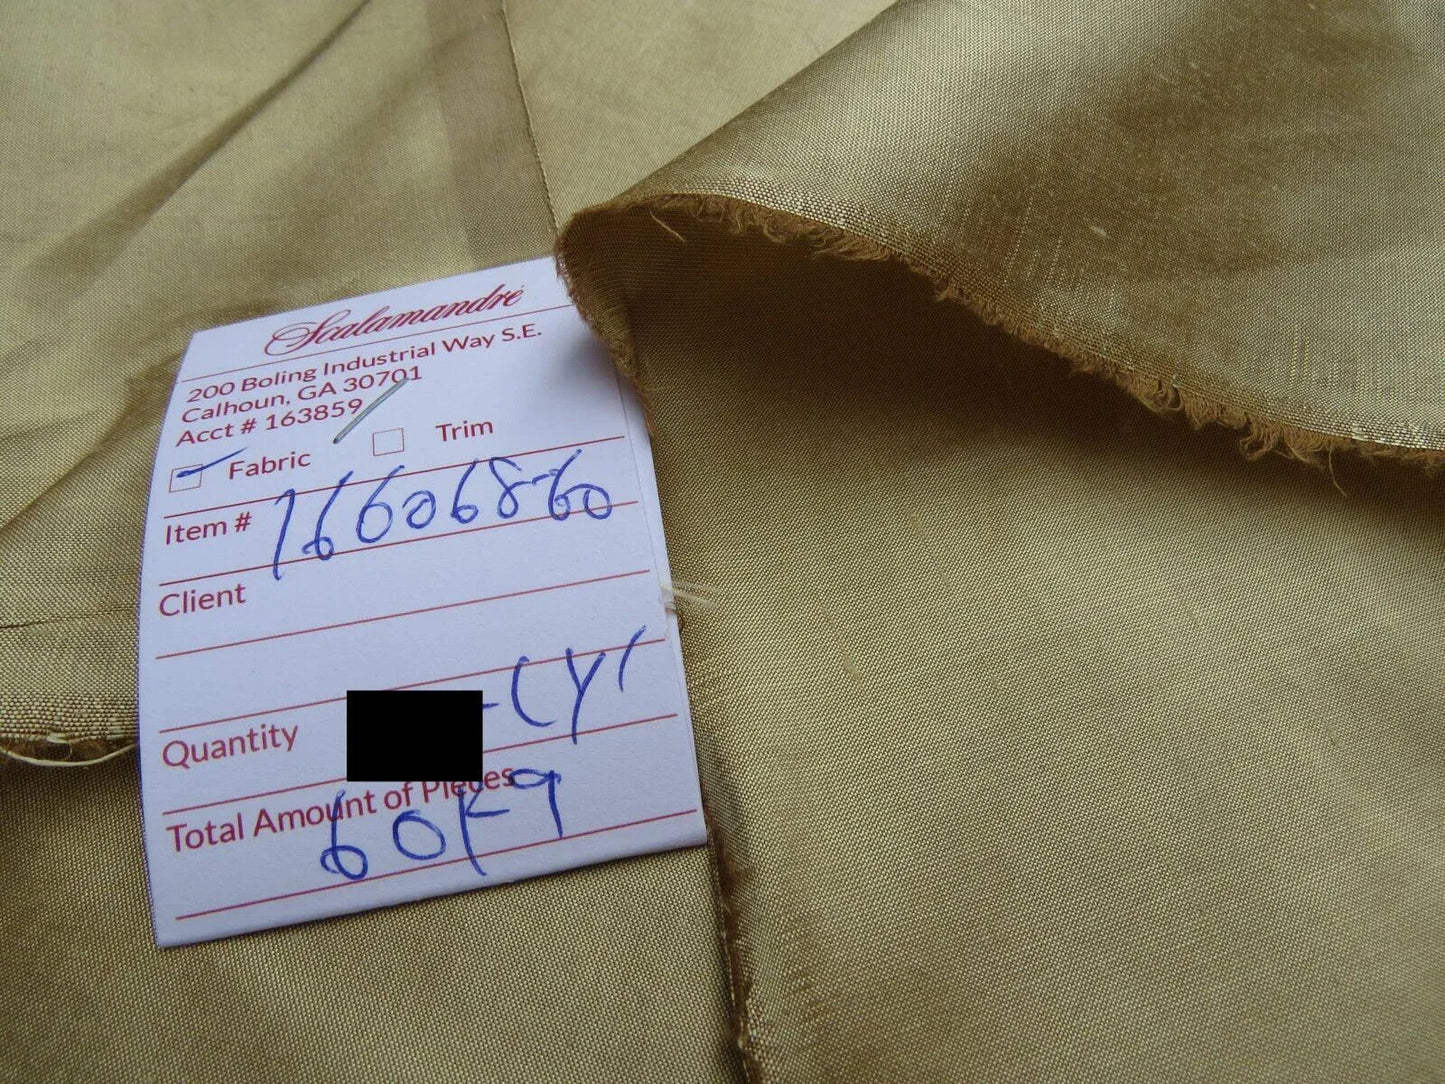 Scalamandré
200 Boling Industrial Way S.E.
Calhoun, GA 30701
Acct # 163859
Fabric Trim
Item # 16606860
Client
Quantity
Total Amount of Pieces
6 OF 9